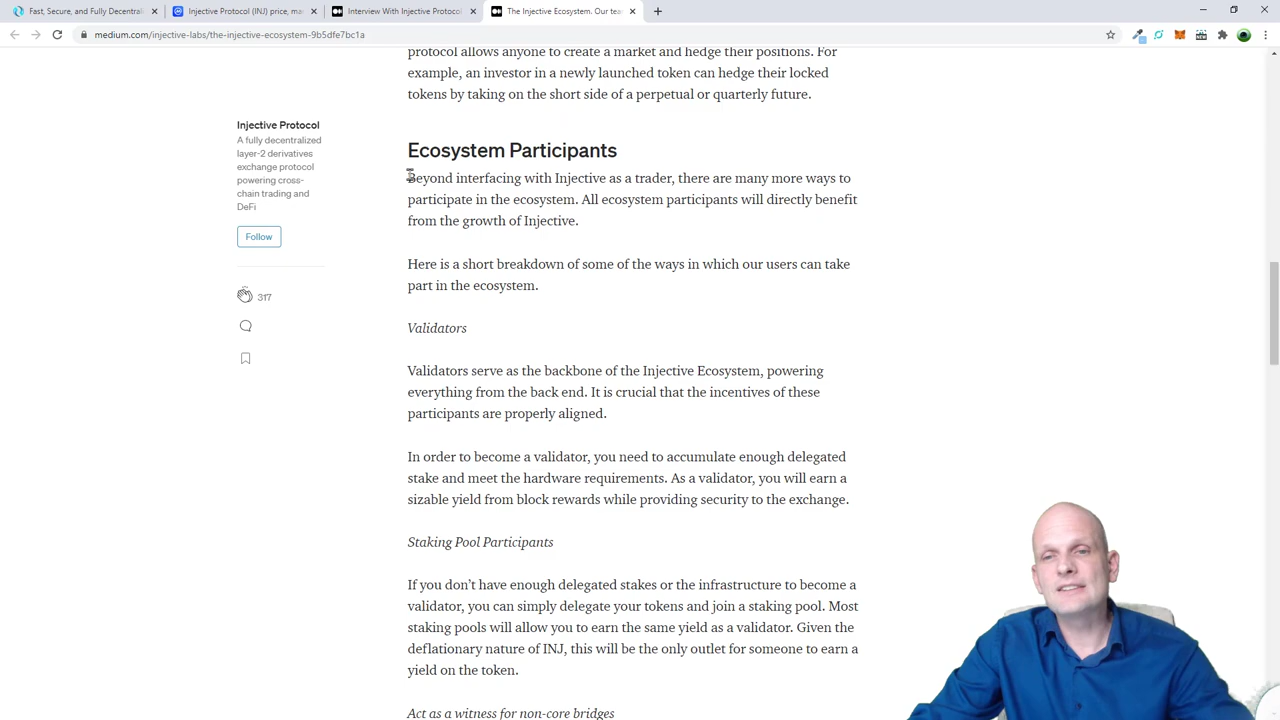 Fast, Secure, and Fully Decentral
Injective Protocol (INJ) price, ma
Interview With Injective Protocol
The Injective Ecosystem. Our tea
medium.com/injective-labs/the-injective-ecosystem-9b5dfe7bc1a
protocol allows anyone to create a market and hedge their positions. For
example, an investor in a newly launched token can hedge their locked
tokens by taking on the short side of a perpetual or quarterly future.
Injective Protocol
A fully decentralized
layer-2 derivatives
exchange protocol
powering cross-
chain trading and
DeFi
Follow
317
Ecosystem Participants
Beyond interfacing with Injective as a trader, there are many more ways to
participate in the ecosystem. All ecosystem participants will directly benefit
from the growth of Injective.
Here is a short breakdown of some of the ways in which our users can take
part in the ecosystem.
Validators
Validators serve as the backbone of the Injective Ecosystem, powering
everything from the back end. It is crucial that the incentives of these
participants are properly aligned.
In order to become a validator, you need to accumulate enough delegated
stake and meet the hardware requirements. As a validator, you will earn a
sizable yield from block rewards while providing security to the exchange.
Staking Pool Participants
If you don’t have enough delegated stakes or the infrastructure to become a
validator, you can simply delegate your tokens and join a staking pool. Most
staking pools will allow you to earn the same yield as a validator. Given the
deflationary nature of INJ, this will be the only outlet for someone to earn a
yield on the token.
Act as a witness for non-core bridges